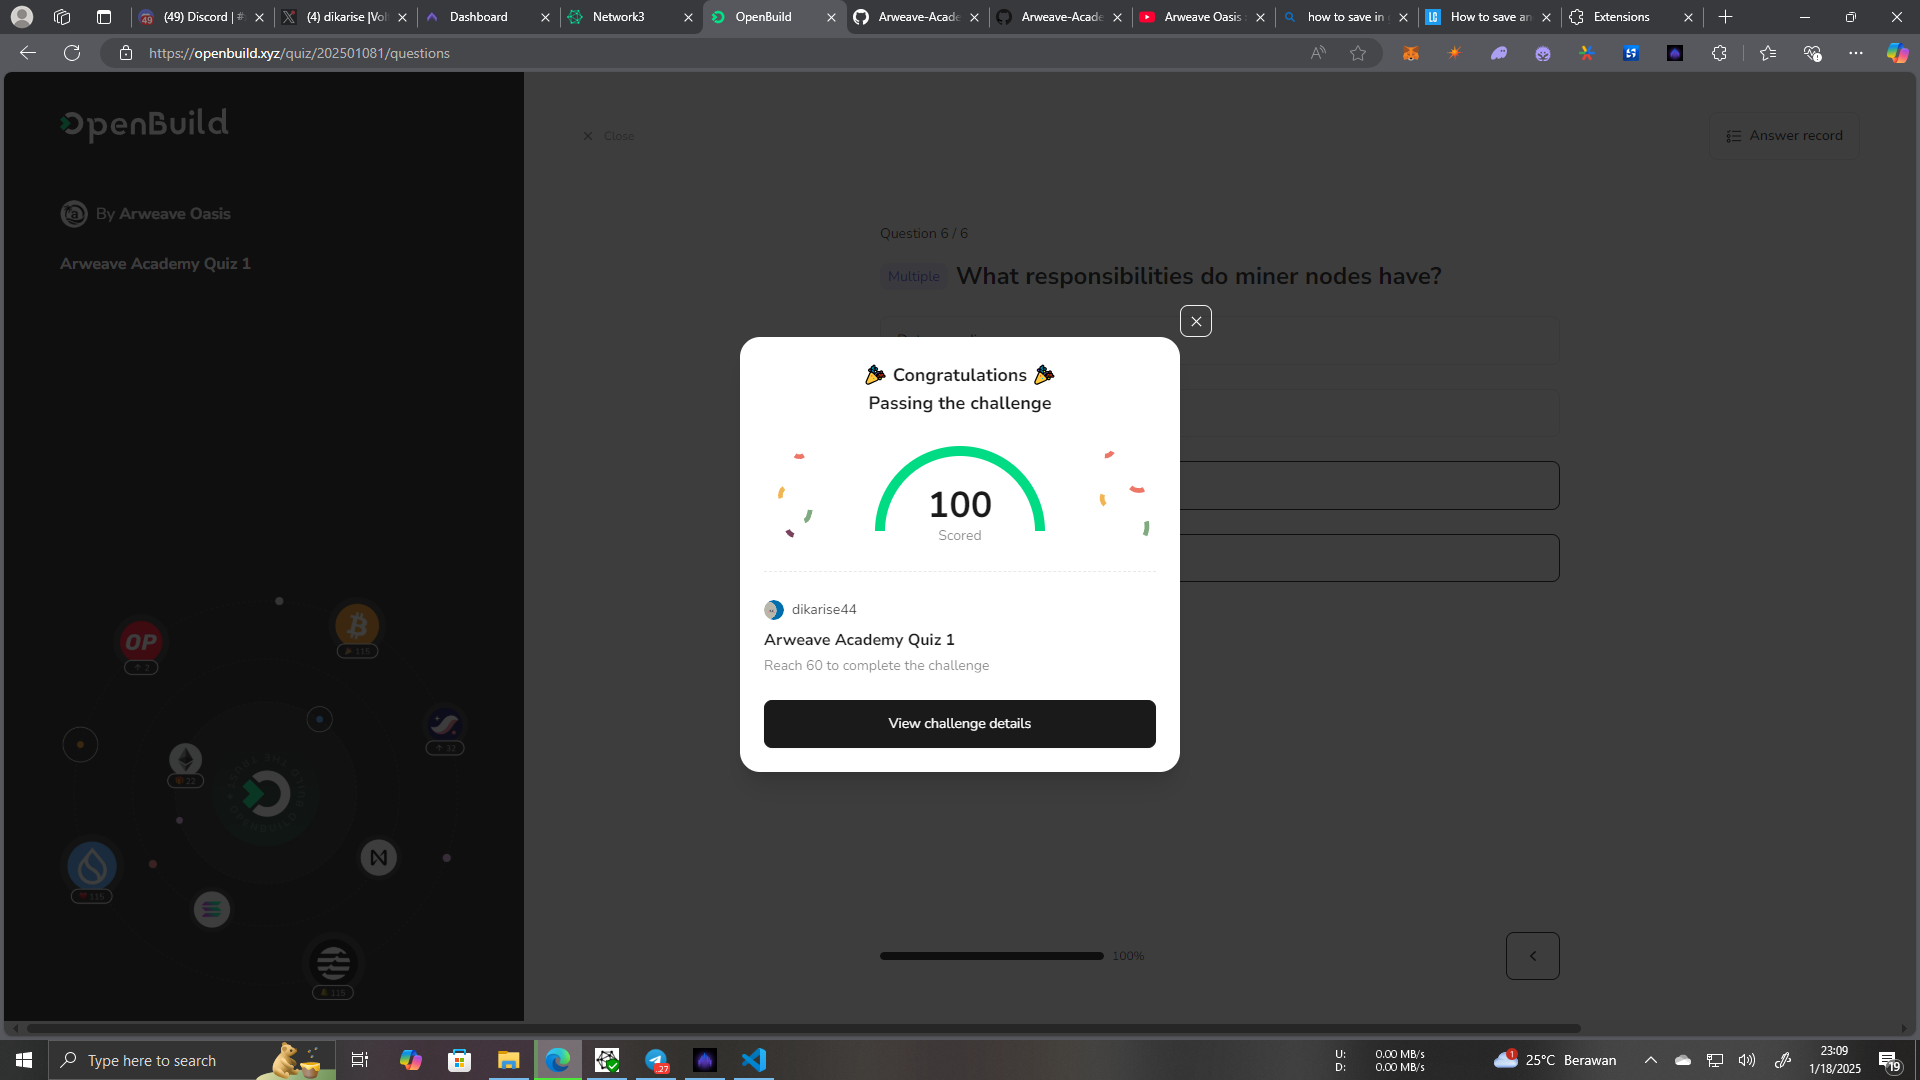 (49) Discord | #
(4) dikarise |Vol
Dashboard
Network3
OpenBuild
Arweave-Acade
Arweave-Acade
Arweave Oasis
how to save in
How to save an
Extensions
https://openbuild.xyz/quiz/202501081/questions
OpenBuild
Close
Answer record
By Arweave Oasis
Arweave Academy Quiz 1
Question 6 / 6
Multiple
What responsibilities do miner nodes have?
Congratulations
Passing the challenge
100
Scored
dikarise44
Arweave Academy Quiz 1
Reach 60 to complete the challenge
View challenge details
OP
2
115
32
22
115
115
100%
Type here to search
27
U: 0.00 MB/s
D: 0.00 MB/s
1
25°C Berawan
23:09
1/18/2025
19